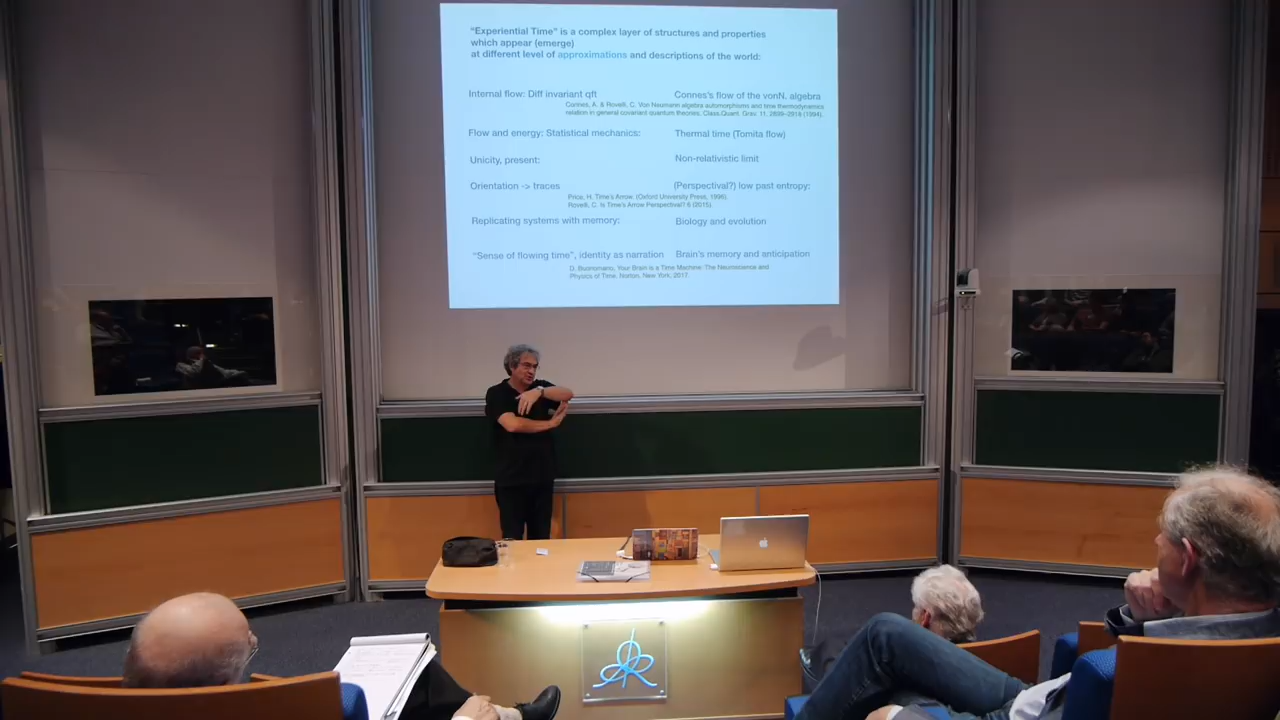 “Experiential Time” is a complex layer of structures and properties
which appear (emerge)
at different level of approximations and descriptions of the world:
Internal flow: Diff invariant qft
Connes's flow of the vonN. algebra
Connes, A. & Rovelli, C. Von Neumann algebra automorphisms and time thermodynamics
relation in general covariant quantum theories. Class.Quant. Grav. 11, 2899–2918 (1994).
Flow and energy: Statistical mechanics:
Thermal time (Tomita flow)
Unicity, present:
Non-relativistic limit
Orientation -> traces
(Perspectival?) low past entropy:
Price, H. Time's Arrow. (Oxford University Press, 1996).
Rovelli, C. Is Time's Arrow Perspectival? 6 (2015).
Replicating systems with memory:
Biology and evolution
“Sense of flowing time”, identity as narration
Brain's memory and anticipation
D. Buonomano, Your Brain is a Time Machine: The Neuroscience and
Physics of Time. Norton, New York, 2017.